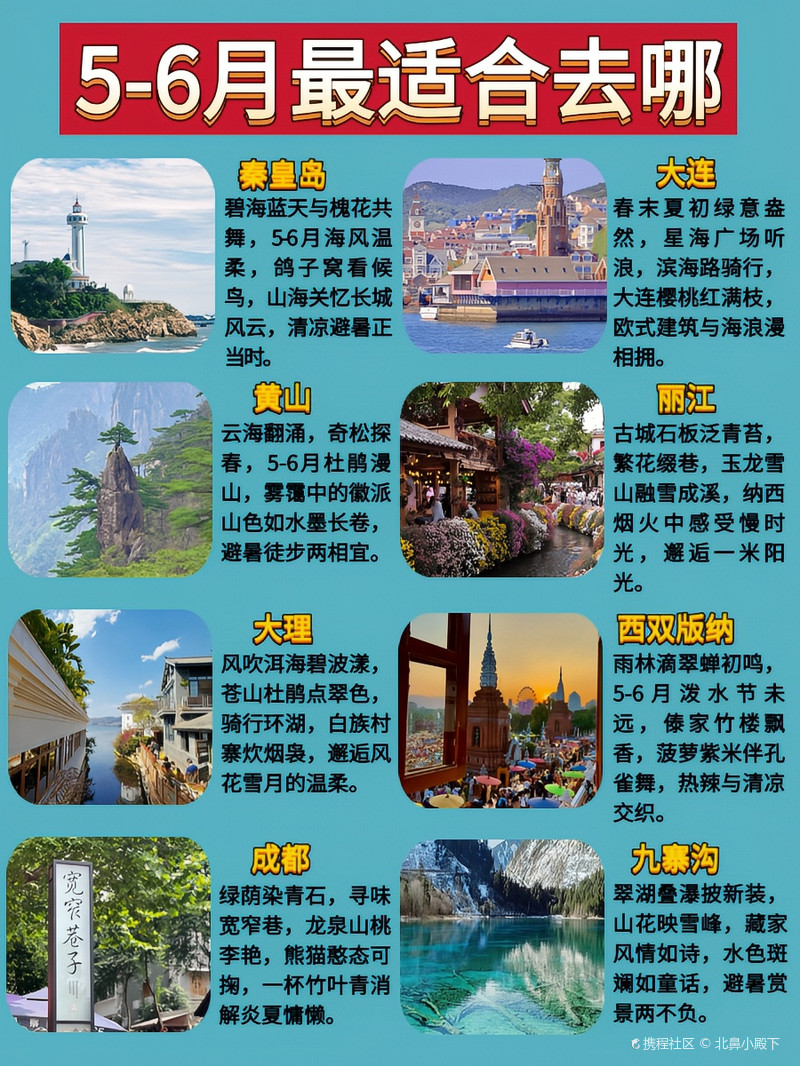 5-6月最适合去哪
秦皇岛
碧海蓝天与槐花共
舞，5-6月海风温
柔，鸽子窝看候
鸟，山海关忆长城
风云，清凉避暑正
当时。
大连
春末夏初绿意盎
然，星海广场听
浪，滨海路骑行，
大连樱桃红满枝，
欧式建筑与海浪漫
相拥。
黄山
云海翻涌，奇松探
春，5-6月杜鹃漫
山，雾霭中的徽派
山色如水墨长卷，
避暑徒步两相宜。
丽江
古城石板泛青苔，
繁花缀巷，玉龙雪
山融雪成溪，纳西
烟火中感受慢时
光，邂逅一米阳
光。
大理
风吹洱海碧波漾，
苍山杜鹃点翠色，
骑行环湖，白族村
寨炊烟袅，邂逅风
花雪月的温柔。
西双版纳
雨林滴翠蝉初鸣，
5-6月泼水节未
远，傣家竹楼飘
香，菠萝紫米伴孔
雀舞，热辣与清凉
交织。
成都
绿荫染青石，寻味
宽窄巷，龙泉山桃
李艳，熊猫憨态可
掬，一杯竹叶青消
解炎夏慵懒。
宽窄巷子
九寨沟
翠湖叠瀑披新装，
山花映雪峰，藏家
风情如诗，水色斑
斓如童话，避暑赏
景两不负。
携程社区 © 北鼻小殿下